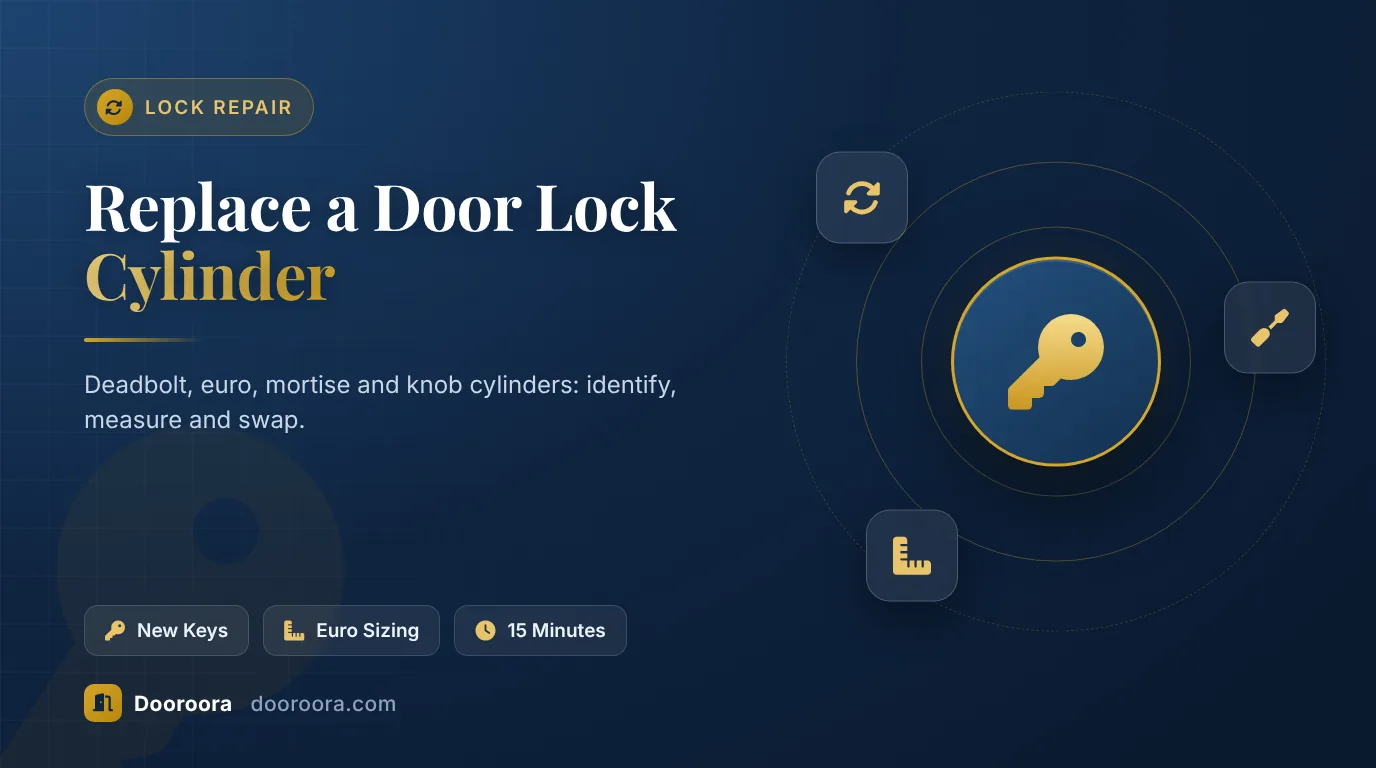 LOCK REPAIR
Replace a Door Lock
Cylinder
Deadbolt, euro, mortise and knob cylinders: identify,
measure and swap.
New Keys
Euro Sizing
15 Minutes
Dooroora dooroora.com